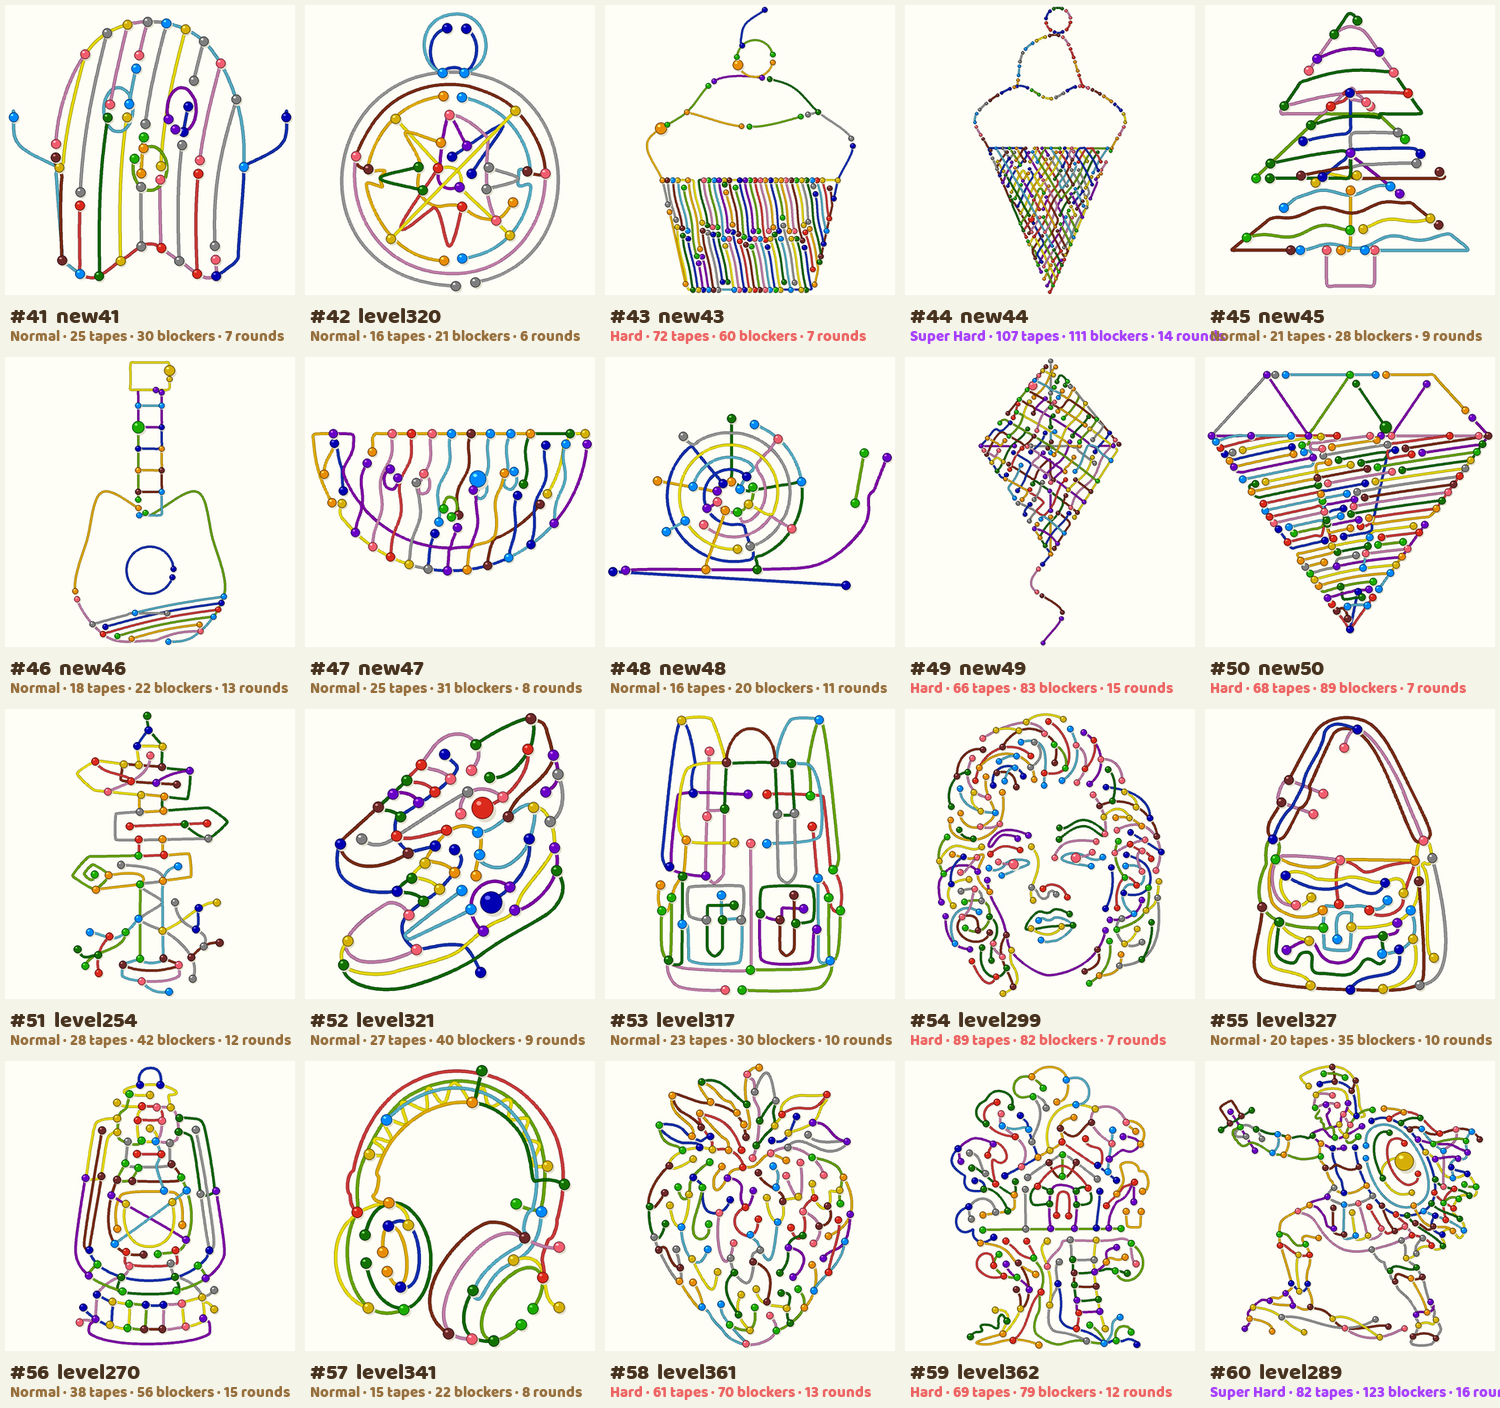 #41 new41
Normal · 25 tapes · 30 blockers · 7 rounds
#42 level320
Normal · 16 tapes · 21 blockers · 6 rounds
#43 new43
Hard · 72 tapes · 60 blockers · 7 rounds
#44 new44
Super Hard · 107 tapes · 111 blockers · 14 rounds
#45 new45
Normal · 21 tapes · 28 blockers · 9 rounds
#46 new46
Normal · 18 tapes · 22 blockers · 13 rounds
#47 new47
Normal · 25 tapes · 31 blockers · 8 rounds
#48 new48
Normal · 16 tapes · 20 blockers · 11 rounds
#49 new49
Hard · 66 tapes · 83 blockers · 15 rounds
#50 new50
Hard · 68 tapes · 89 blockers · 7 rounds
#51 level254
Normal · 28 tapes · 42 blockers · 12 rounds
#52 level321
Normal · 27 tapes · 40 blockers · 9 rounds
#53 level317
Normal · 23 tapes · 30 blockers · 10 rounds
#54 level299
Hard · 89 tapes · 82 blockers · 7 rounds
#55 level327
Normal · 20 tapes · 35 blockers · 10 rounds
#56 level270
Normal · 38 tapes · 56 blockers · 15 rounds
#57 level341
Normal · 15 tapes · 22 blockers · 8 rounds
#58 level361
Hard · 61 tapes · 70 blockers · 13 rounds
#59 level362
Hard · 69 tapes · 79 blockers · 12 rounds
#60 level289
Super Hard · 82 tapes · 123 blockers · 16 roun